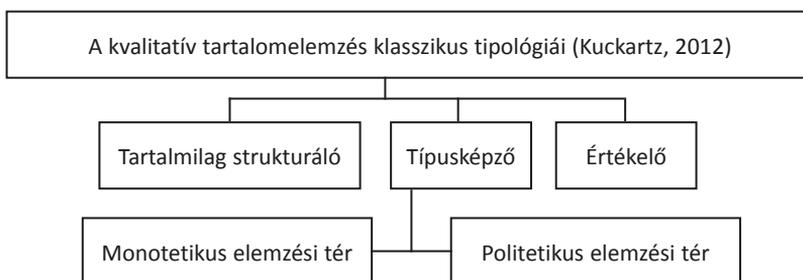 A kvalitatív tartalomelemzés klasszikus tipológiái (Kuckartz, 2012)
Tartalmilag strukturáló
Típusképző
Értékelő
Monotetikus elemzési tér
Politetikus elemzési tér